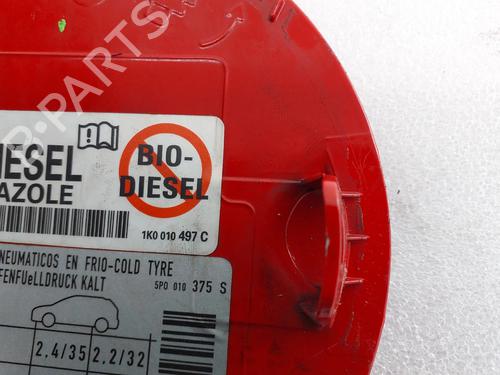 B-PARTS
DIESEL
GAZOLE
BIO-
DIESEL
1K0 010 497 C
NEUMATICOS EN FRIO-COLD TYRE
FENFUeLLDRUCK KALT
5P0 010 375 S
2,4/35 2,2/32